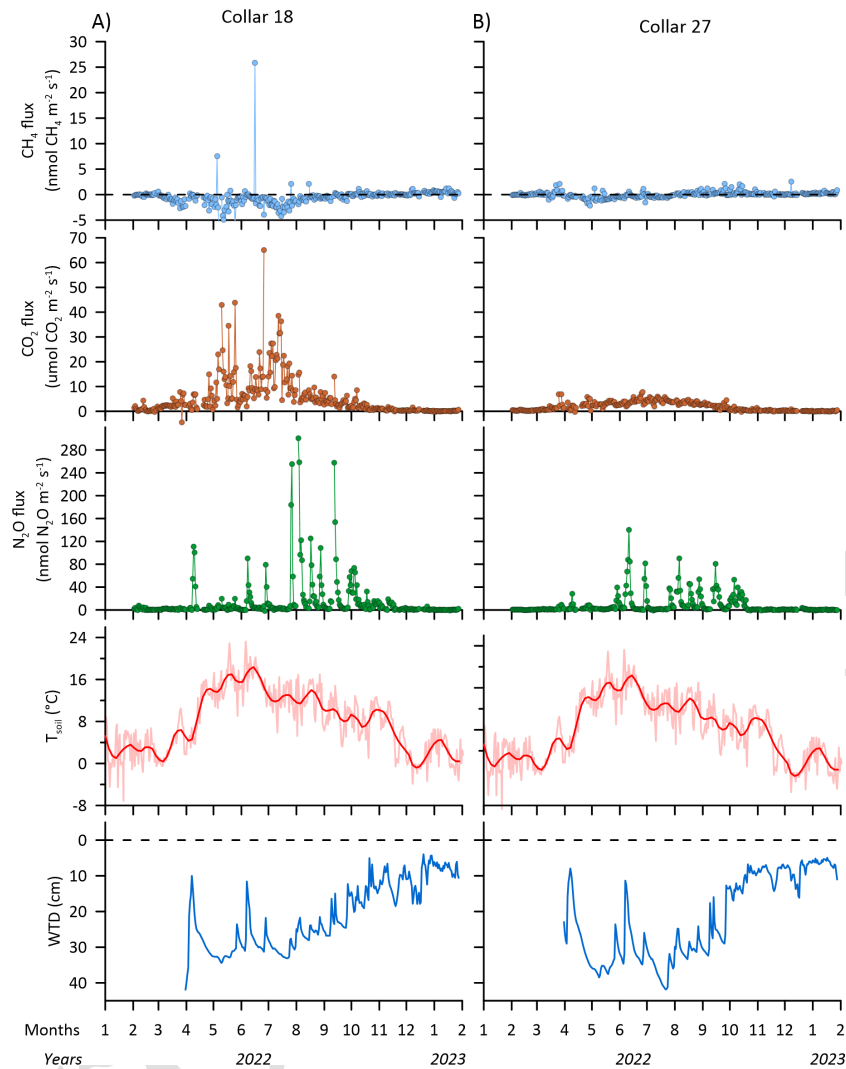 A)
Collar 18
B)
Collar 27
CH₄ flux
(nmol CH₄ m⁻² s⁻¹)
30
25
20
15
10
5
0
-5
CO₂ flux
(umol CO₂ m⁻² s⁻¹)
70
60
50
40
30
20
10
0
N₂O flux
(nmol N₂O m⁻² s⁻¹)
280
240
200
160
120
80
40
0
T soil (°C)
24
16
8
0
-8
WTD (cm)
0
10
20
30
40
Months 1 2 3 4 5 6 7 8 9 10 11 12 1 2 1 2 3 4 5 6 7 8 9 10 11 12 1 2
Years 2022 2023 2022 2023